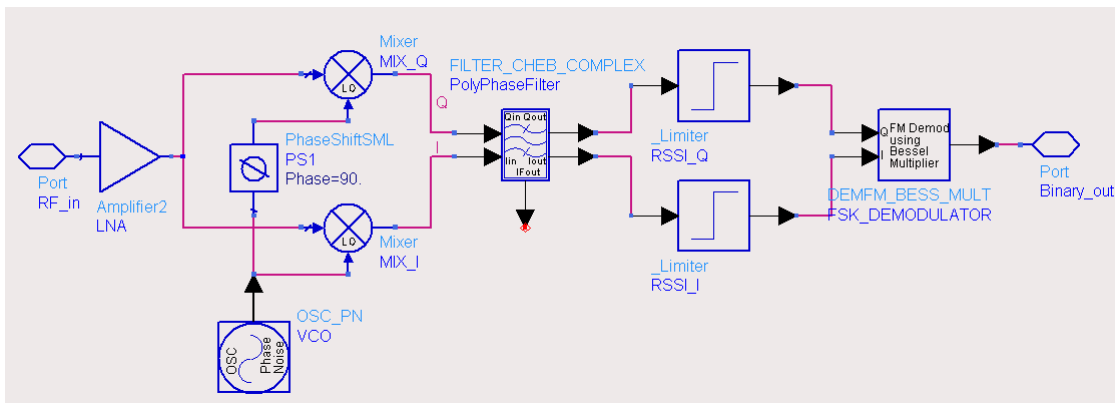 Mixer
MIX_Q
LO
FILTER_CHEB_COMPLEX
PolyPhaseFilter
Q
I
Qin Qout
Iin Iout
IFout
_Limiter
RSSI_Q
PhaseShiftSML
PS1
Phase=90.
Port
RF_in
Amplifier2
LNA
LO
Mixer
MIX_I
_Limiter
RSSI_I
Q
I
FM Demod
using
Bessel
Multiplier
DEMFM_BESS_MULT
FSK_DEMODULATOR
Port
Binary_out
OSC_PN
VCO
OSC
Phase
Noise